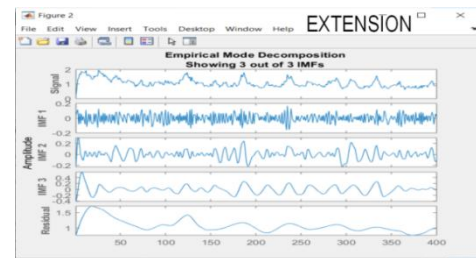 Figure 2
EXTENSION
File Edit View Insert Tools Desktop Window Help
Empirical Mode Decomposition
Showing 3 out of 3 IMFs
Amplitude
Signal
2
1
0
IMF 1
0
-0.2
IMF 2
0.2
0
-0.2
IMF 3
0.4
0.2
0
-0.2
-0.4
Residual
1.5
1
50 100 150 200 250 300 350 400